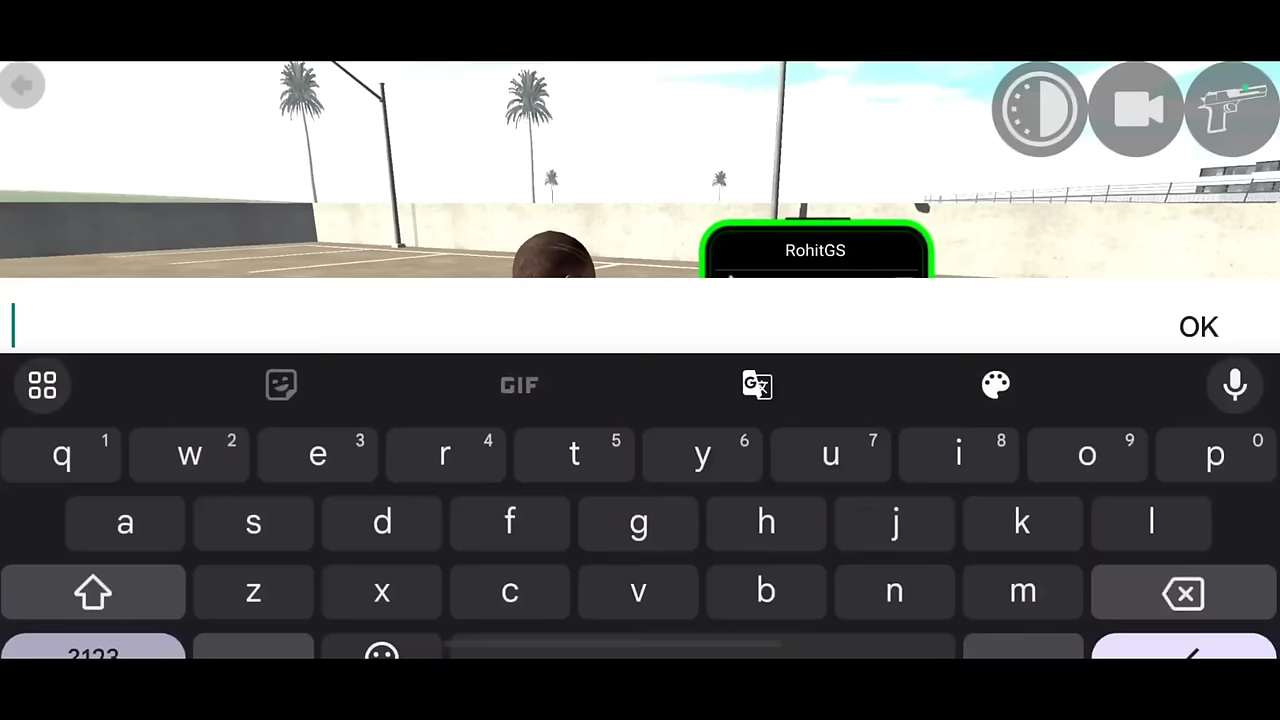 RohitGS
OK
GIF
G
q 1 w 2 e 3 r 4 t 5 y 6 u 7 i 8 o 9 p 0
a s d f g h j k l
z x c v b n m